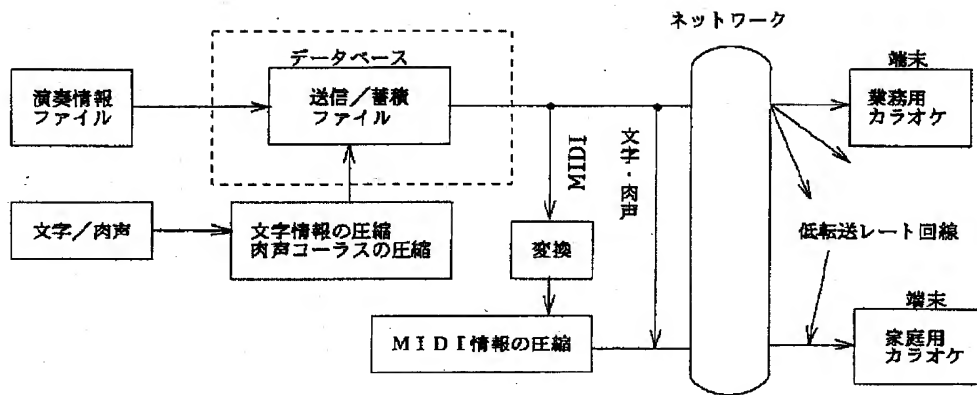 ネットワーク
データベース
端末
演奏情報
ファイル
送信／蓄積
ファイル
業務用
カラオケ
MIDI
文字・肉声
文字／肉声
文字情報の圧縮
肉声コーラスの圧縮
変換
低転送レート回線
端末
ＭＩＤＩ情報の圧縮
家庭用
カラオケ